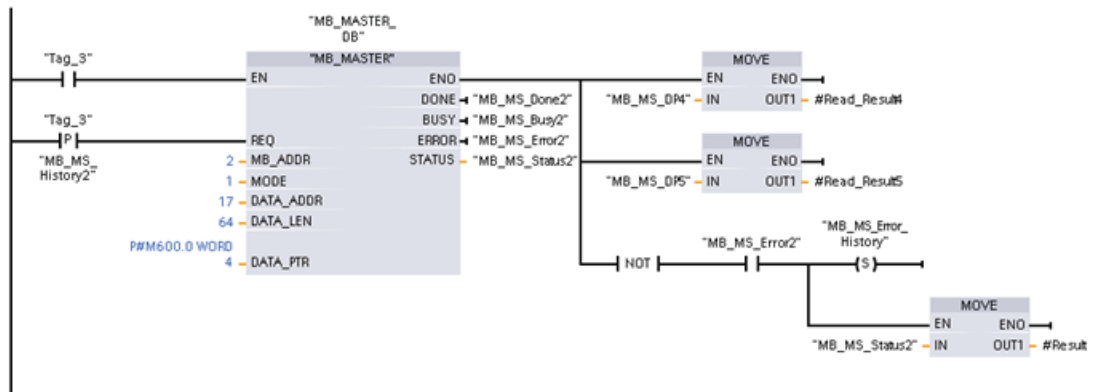 "MB_MASTER_
DB"
"Tag_3"
"MB_MASTER"
EN
ENO
DONE
"MB_MS_Done2"
BUSY
"MB_MS_Busy2"
"Tag_3"
P
"MB_MS_
History2"
REQ
ERROR
"MB_MS_Error2"
2
MB_ADDR
STATUS
"MB_MS_Status2"
1
MODE
17
DATA_ADDR
64
DATA_LEN
P#M600.0 WORD
4
DATA_PTR
MOVE
EN
ENO
"MB_MS_DP4"
IN
OUT1
#Read_Result4
MOVE
EN
ENO
"MB_MS_DP5"
IN
OUT1
#Read_Result5
NOT
"MB_MS_Error2"
"MB_MS_Error_
History"
S
MOVE
EN
ENO
"MB_MS_Status2"
IN
OUT1
#Result